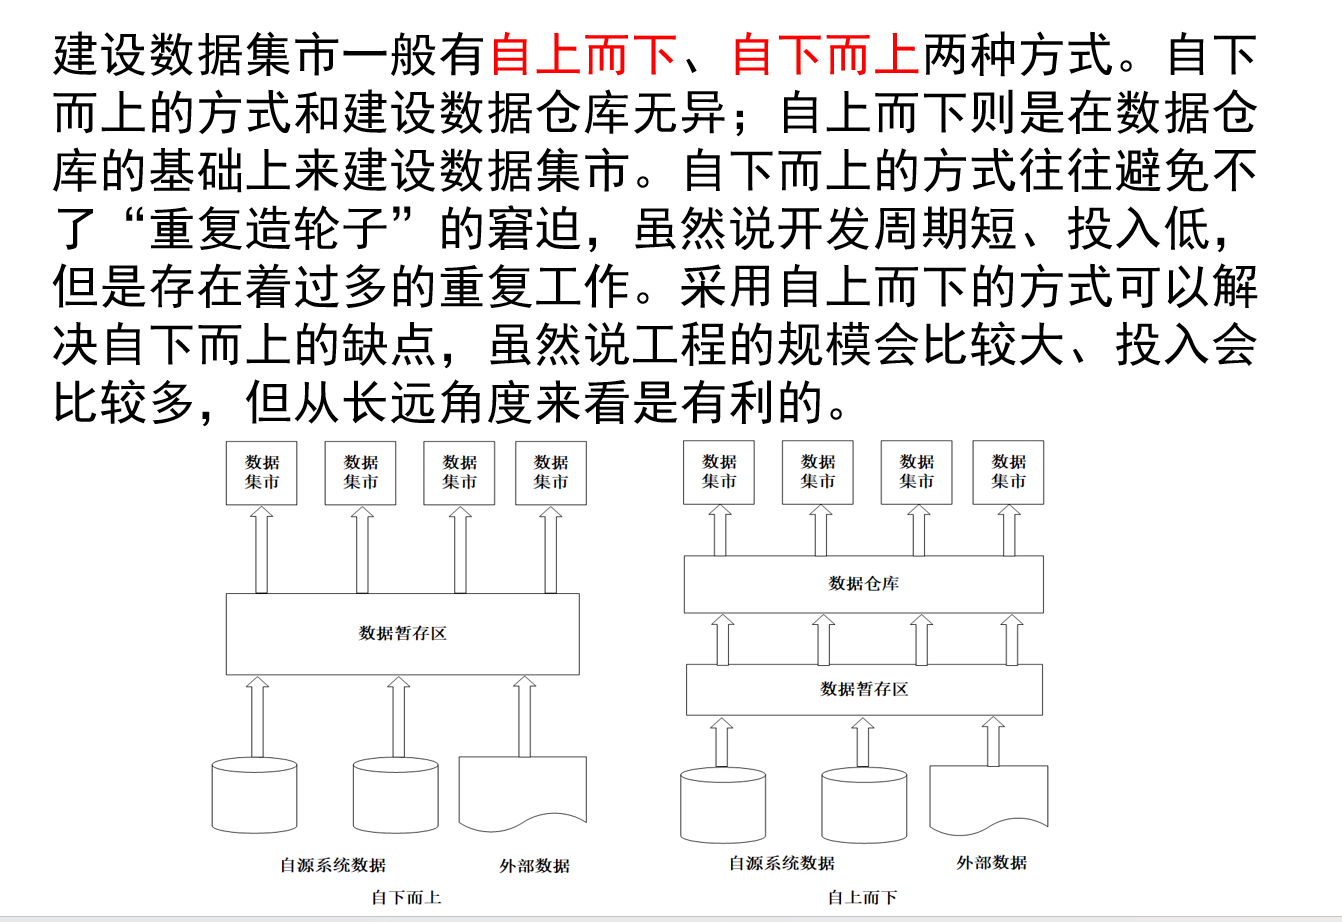 建设数据集市一般有自上而下、自下而上两种方式。自下
而上的方式和建设数据仓库无异；自上而下则是在数据仓
库的基础上来建设数据集市。自下而上的方式往往避免不
了“重复造轮子”的窘迫，虽然说开发周期短、投入低，
但是存在着过多的重复工作。采用自上而下的方式可以解
决自下而上的缺点，虽然说工程的规模会比较大、投入会
比较多，但从长远角度来看是有利的。
数据
集市
数据
集市
数据
集市
数据
集市
数据暂存区
自源系统数据
外部数据
自下而上
数据
集市
数据
集市
数据
集市
数据
集市
数据仓库
数据暂存区
自源系统数据
外部数据
自上而下